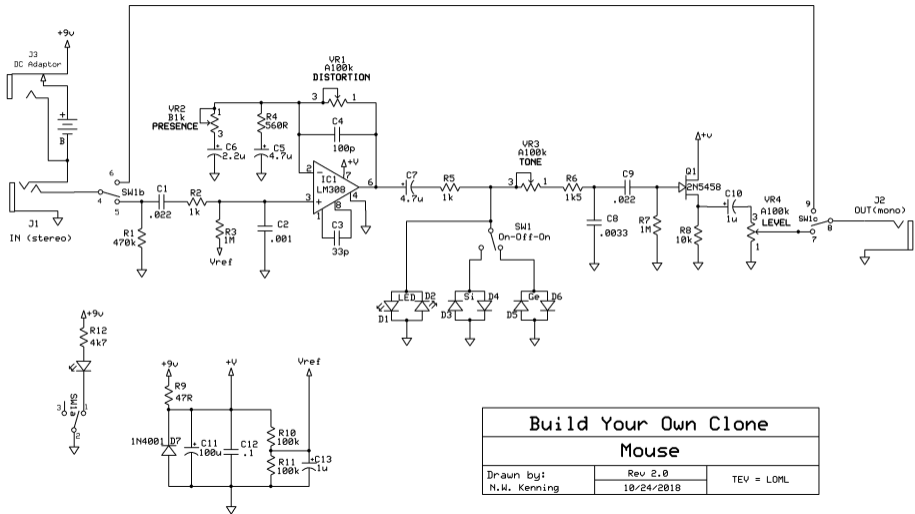 +9v
J3
DC Adaptor
+
B
J1
IN (stereo)
6
4
5
SW1b
C1
.022
R1
470k
R2
1k
R3
1M
Vref
C2
.001
VR2
B1k
PRESENCE
1
3
+
C6
2.2u
R4
560R
+
C5
4.7u
VR1
A100k
DISTORTION
3
1
C4
100p
+V
2
-
7
IC1
LM308
6
3
+
4
1
8
C3
33p
C7
+
4.7u
R5
1k
VR3
A100k
TONE
3
1
SW1
On-Off-On
LED
D2
D1
Si
D4
D3
Ge
D6
D5
R6
1k5
C8
.0033
C9
.022
R7
1M
+v
Q1
2N5458
R8
10k
C10
+
1u
VR4
A100k
LEVEL
3
1
9
SW1c
8
7
J2
OUT(mono)
+9v
R12
4k7
SW1a
3
1
2
+9v
R9
47R
1N4001 D7
+
C11
100u
+V
C12
.1
R10
100k
R11
100k
Vref
+
C13
1u
Build Your Own Clone
Mouse
Drawn by:
N.W. Kenning
Rev 2.0
10/24/2018
TEV = LOML